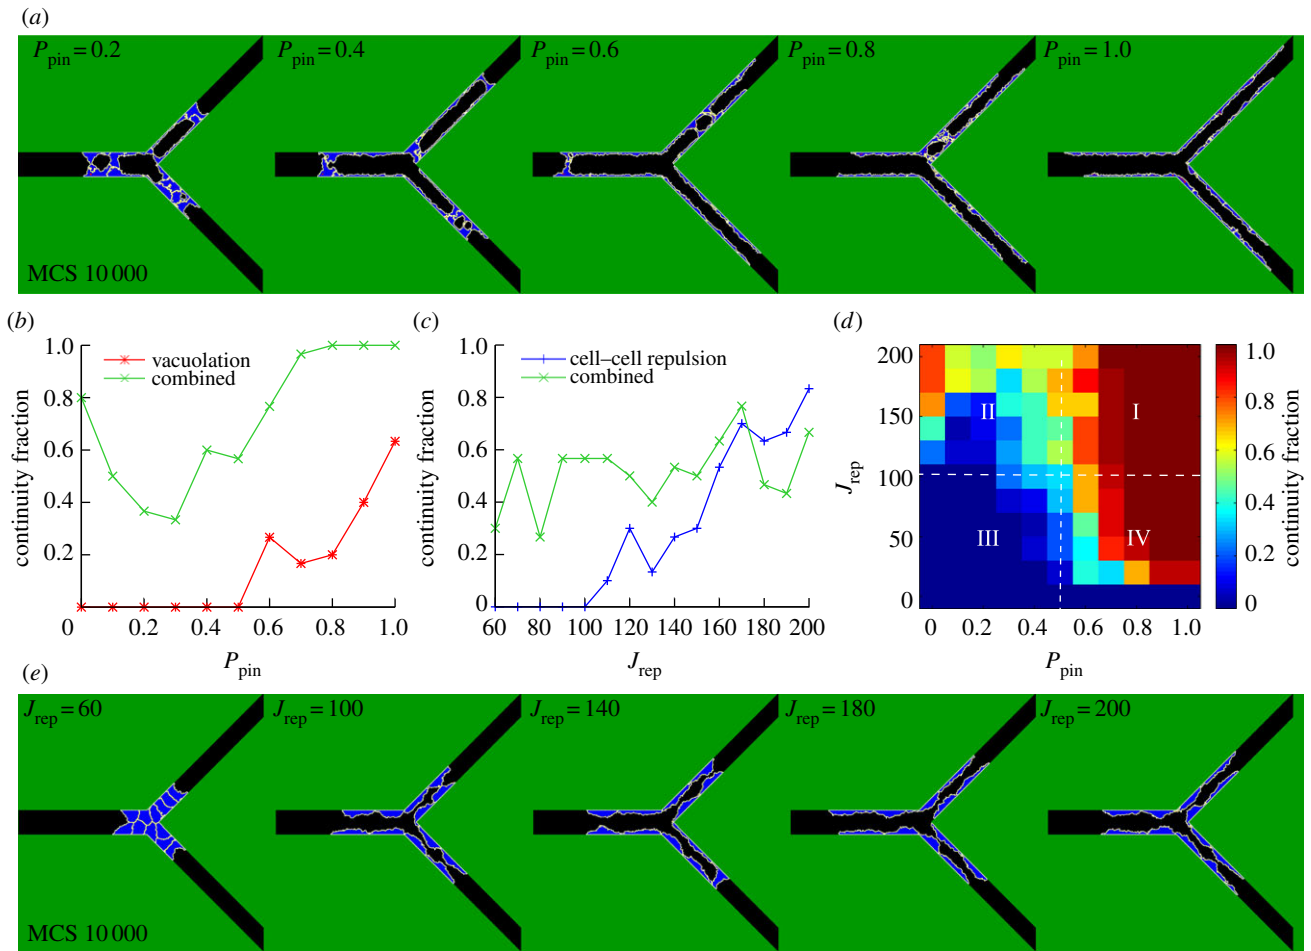 (a)
P_pin = 0.2
P_pin = 0.4
P_pin = 0.6
P_pin = 0.8
P_pin = 1.0
MCS 10 000
(b)
continuity fraction
1.0
0.8
0.6
0.4
0.2
vacuolation
combined
0 0.2 0.4 0.6 0.8 1.0
P_pin
(c)
continuity fraction
1.0
0.8
0.6
0.4
0.2
0
cell–cell repulsion
combined
60 80 100 120 140 160 180 200
J_rep
(d)
J_rep
200
150
100
50
0
II
I
III
IV
0 0.2 0.4 0.6 0.8 1.0
P_pin
1.0
0.8
0.6
0.4
0.2
0
continuity fraction
(e)
J_rep = 60
J_rep = 100
J_rep = 140
J_rep = 180
J_rep = 200
MCS 10 000